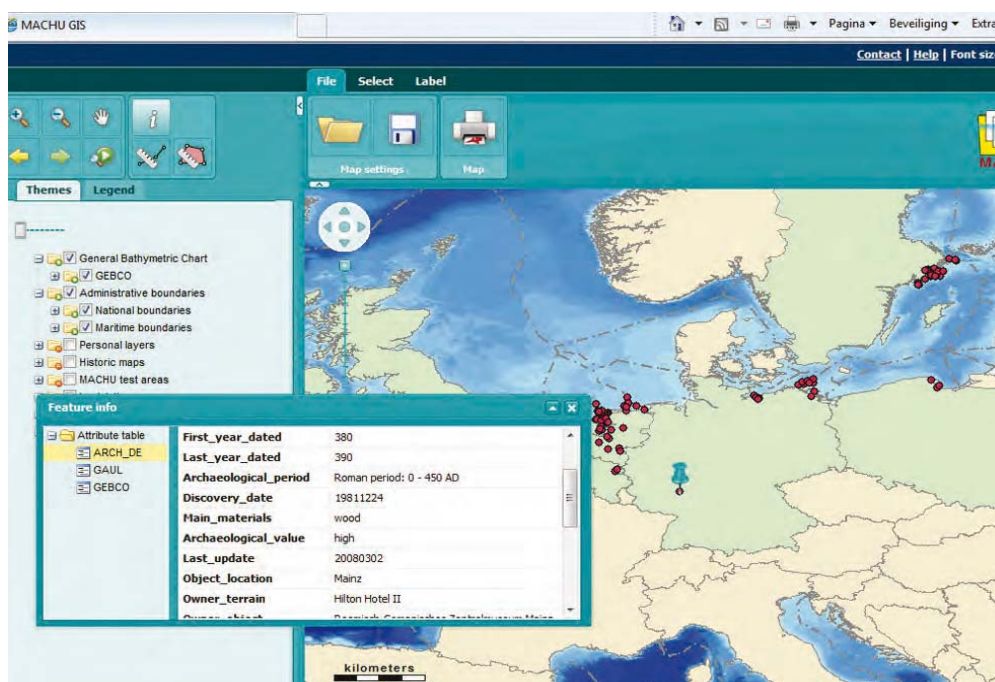 MACHU GIS
Pagina Beveiliging Extra
Contact | Help | Font size
File Select Label
Map settings Map
Themes Legend
General Bathymetric Chart
GEBCO
Administrative boundaries
National boundaries
Maritime boundaries
Personal layers
Historic maps
MACHU test areas
Feature info
Attribute table
ARCH_DE
GAUL
GEBCO
First_year_dated 380
Last_year_dated 390
Archaeological_period Roman period: 0 - 450 AD
Discovery_date 19811224
Main_materials wood
Archaeological_value high
Last_update 20080302
Object_location Mainz
Owner_terrain Hilton Hotel II
kilometers